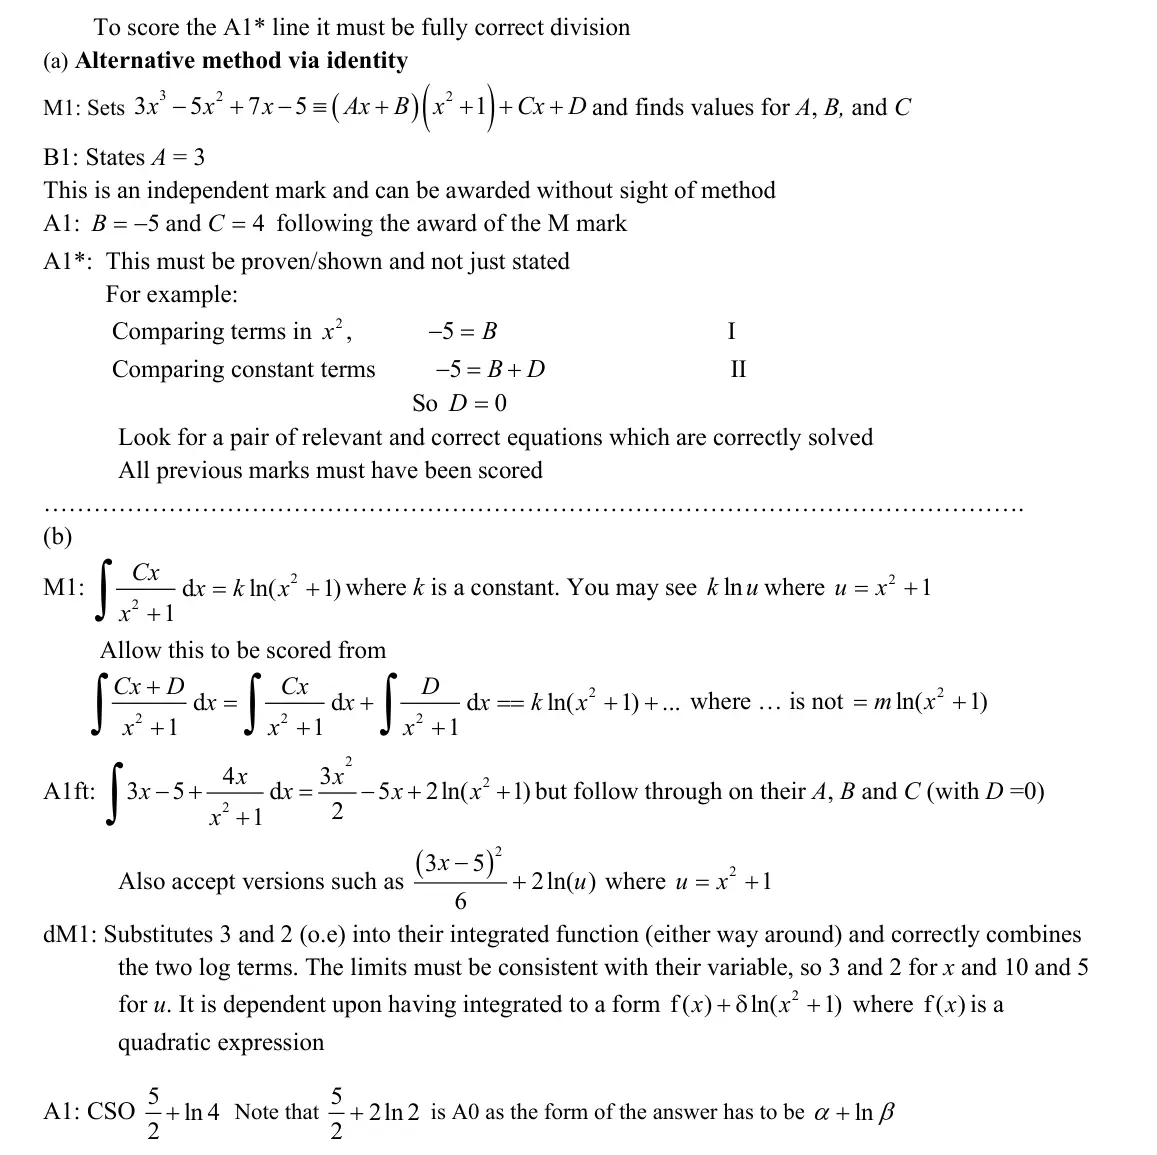 To score the A1* line it must be fully correct division
(a) Alternative method via identity
M1: Sets 3x³ − 5x² + 7x − 5 ≡ (Ax + B)(x² + 1) + Cx + D and finds values for A, B, and C
B1: States A = 3
This is an independent mark and can be awarded without sight of method
A1: B = −5 and C = 4 following the award of the M mark
A1*: This must be proven/shown and not just stated
For example:
Comparing terms in x², −5 = B I
Comparing constant terms −5 = B + D II
So D = 0
Look for a pair of relevant and correct equations which are correctly solved
All previous marks must have been scored
……………………………………………………………………………………………………….
(b)
M1: ∫ Cx/(x² + 1) dx = k ln(x² + 1) where k is a constant. You may see k ln u where u = x² + 1
Allow this to be scored from
∫ (Cx + D)/(x² + 1) dx = ∫ Cx/(x² + 1) dx + ∫ D/(x² + 1) dx == k ln(x² + 1) + ... where … is not = m ln(x² + 1)
A1ft: ∫ 3x − 5 + 4x/(x² + 1) dx = 3x²/2 − 5x + 2 ln(x² + 1) but follow through on their A, B and C (with D =0)
Also accept versions such as (3x − 5)²/6 + 2 ln(u) where u = x² + 1
dM1: Substitutes 3 and 2 (o.e) into their integrated function (either way around) and correctly combines
the two log terms. The limits must be consistent with their variable, so 3 and 2 for x and 10 and 5
for u. It is dependent upon having integrated to a form f(x) + δ ln(x² + 1) where f(x) is a
quadratic expression
A1: CSO 5/2 + ln 4 Note that 5/2 + 2 ln 2 is A0 as the form of the answer has to be α + ln β